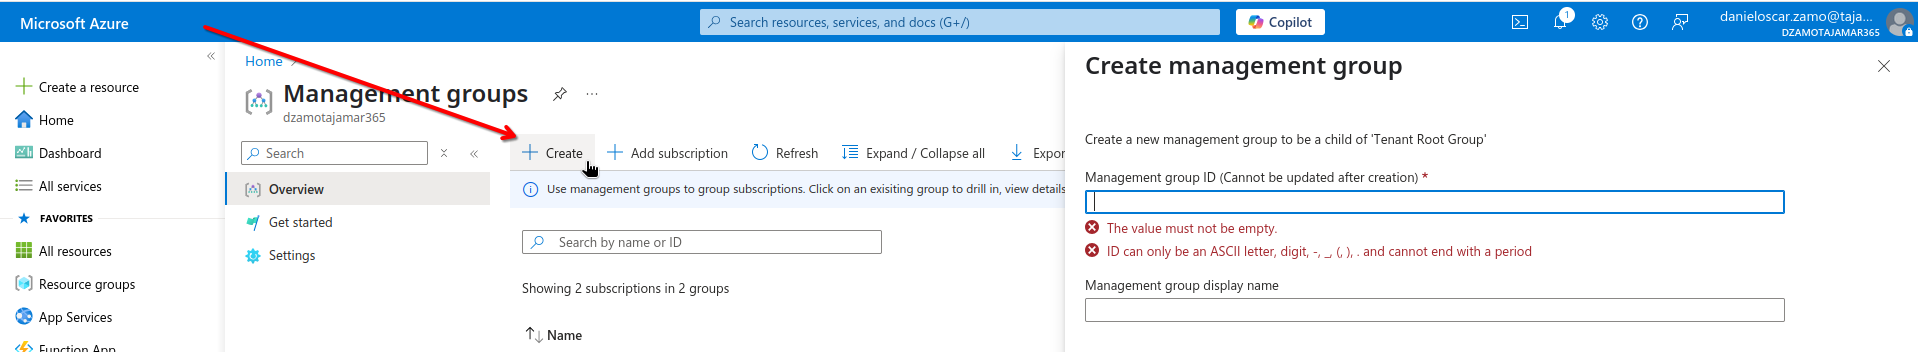 Microsoft Azure
Search resources, services, and docs (G+/)
Copilot
1
danieloscar.zamo@taja...
DZAMOTAJAMAR365
«
Create a resource
Home
Dashboard
All services
FAVORITES
All resources
Resource groups
App Services
Function App
Home >
Management groups
...
dzamotajamar365
Search
«
Overview
Get started
Settings
+ Create
+ Add subscription
Refresh
Expand / Collapse all
Expor
Use management groups to group subscriptions. Click on an exisiting group to drill in, view details
Search by name or ID
Showing 2 subscriptions in 2 groups
Name
Create management group
Create a new management group to be a child of 'Tenant Root Group'
Management group ID (Cannot be updated after creation) *
The value must not be empty.
ID can only be an ASCII letter, digit, -, _, (, ), . and cannot end with a period
Management group display name